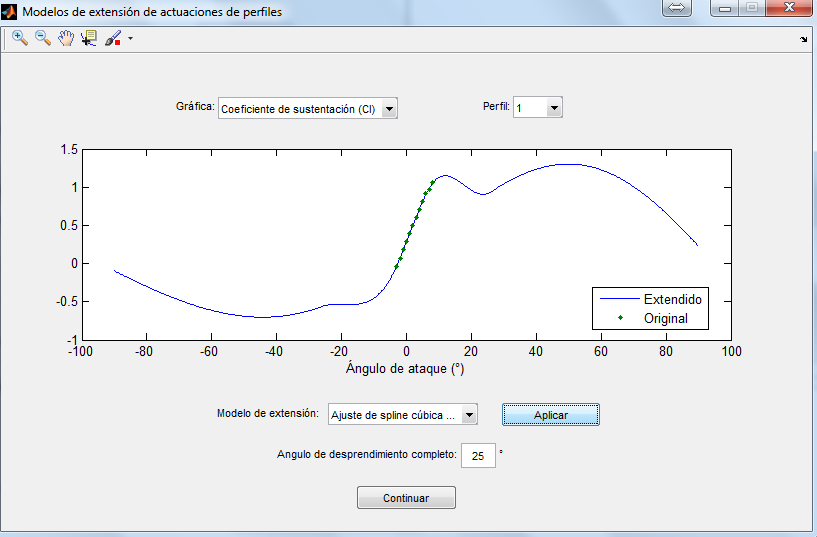 Modelos de extensión de actuaciones de perfiles
Gráfica: Coeficiente de sustentación (Cl) Perfil: 1
1.5
1
0.5
0
-0.5
-1
-100 -80 -60 -40 -20 0 20 40 60 80 100
Extendido
Original
Ángulo de ataque (°)
Modelo de extensión: Ajuste de spline cúbica ... Aplicar
Angulo de desprendimiento completo: 25 °
Continuar